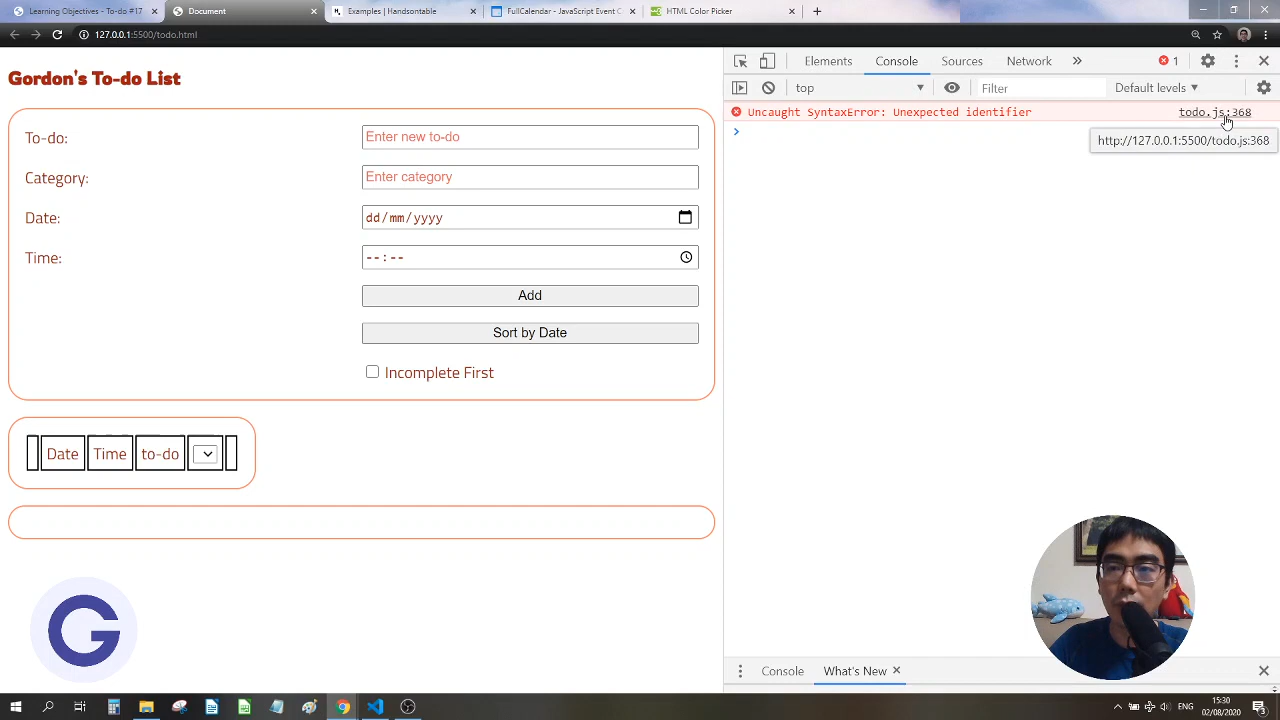 Learning Objectives - To-do #17
Document
Examples | Handsontable
FullCalendar - JavaScript Event C
HTML Color Picker
127.0.0.1:5500/todo.html
Gordon's To-do List
To-do:
Enter new to-do
Category:
Enter category
Date:
dd/mm/yyyy
Time:
--:--
Add
Sort by Date
Incomplete First
Date
Time
to-do
G
Elements
Console
Sources
Network
1
top
Filter
Default levels
Uncaught SyntaxError: Unexpected identifier
todo.js:368
http://127.0.0.1:5500/todo.js:368
Console
What's New
ENG
15:30
02/08/2020